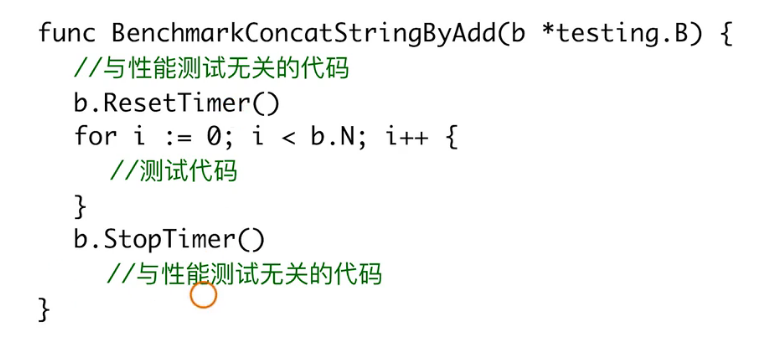 func BenchmarkConcatStringByAdd(b *testing.B) {
//与性能测试无关的代码
b.ResetTimer()
for i := 0; i < b.N; i++ {
//测试代码
}
b.StopTimer()
//与性能测试无关的代码
}